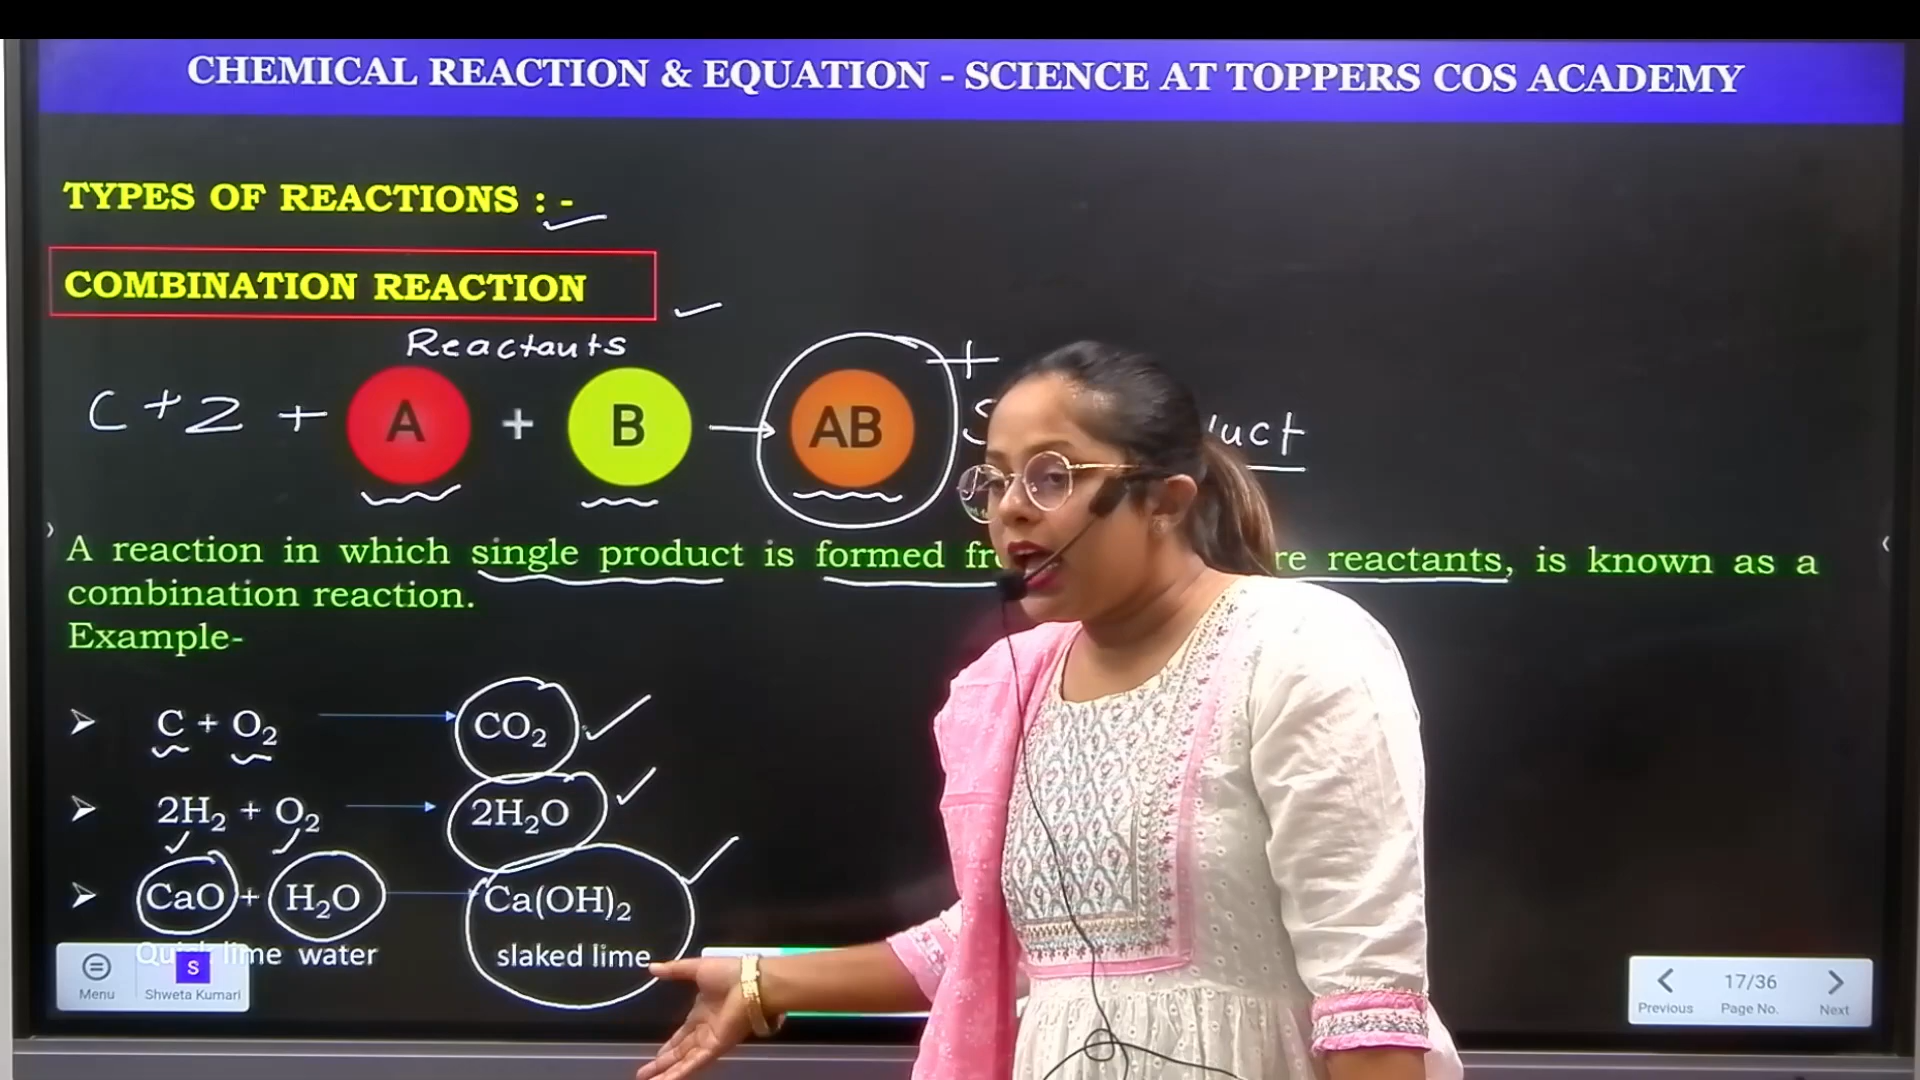 CHEMICAL REACTION & EQUATION - SCIENCE AT TOPPERS COS ACADEMY
TYPES OF REACTIONS : -
COMBINATION REACTION
Reactants
C + Z + A + B → AB +
uct
A reaction in which single product is formed re reactants, is known as a
combination reaction.
Example-
➢ C + O₂ → CO₂
➢ 2H₂ + O₂ → 2H₂O
➢ CaO + H₂O → Ca(OH)₂
lime water slaked lime
S
Menu Shweta Kumari
17/36
Previous Page No. Next